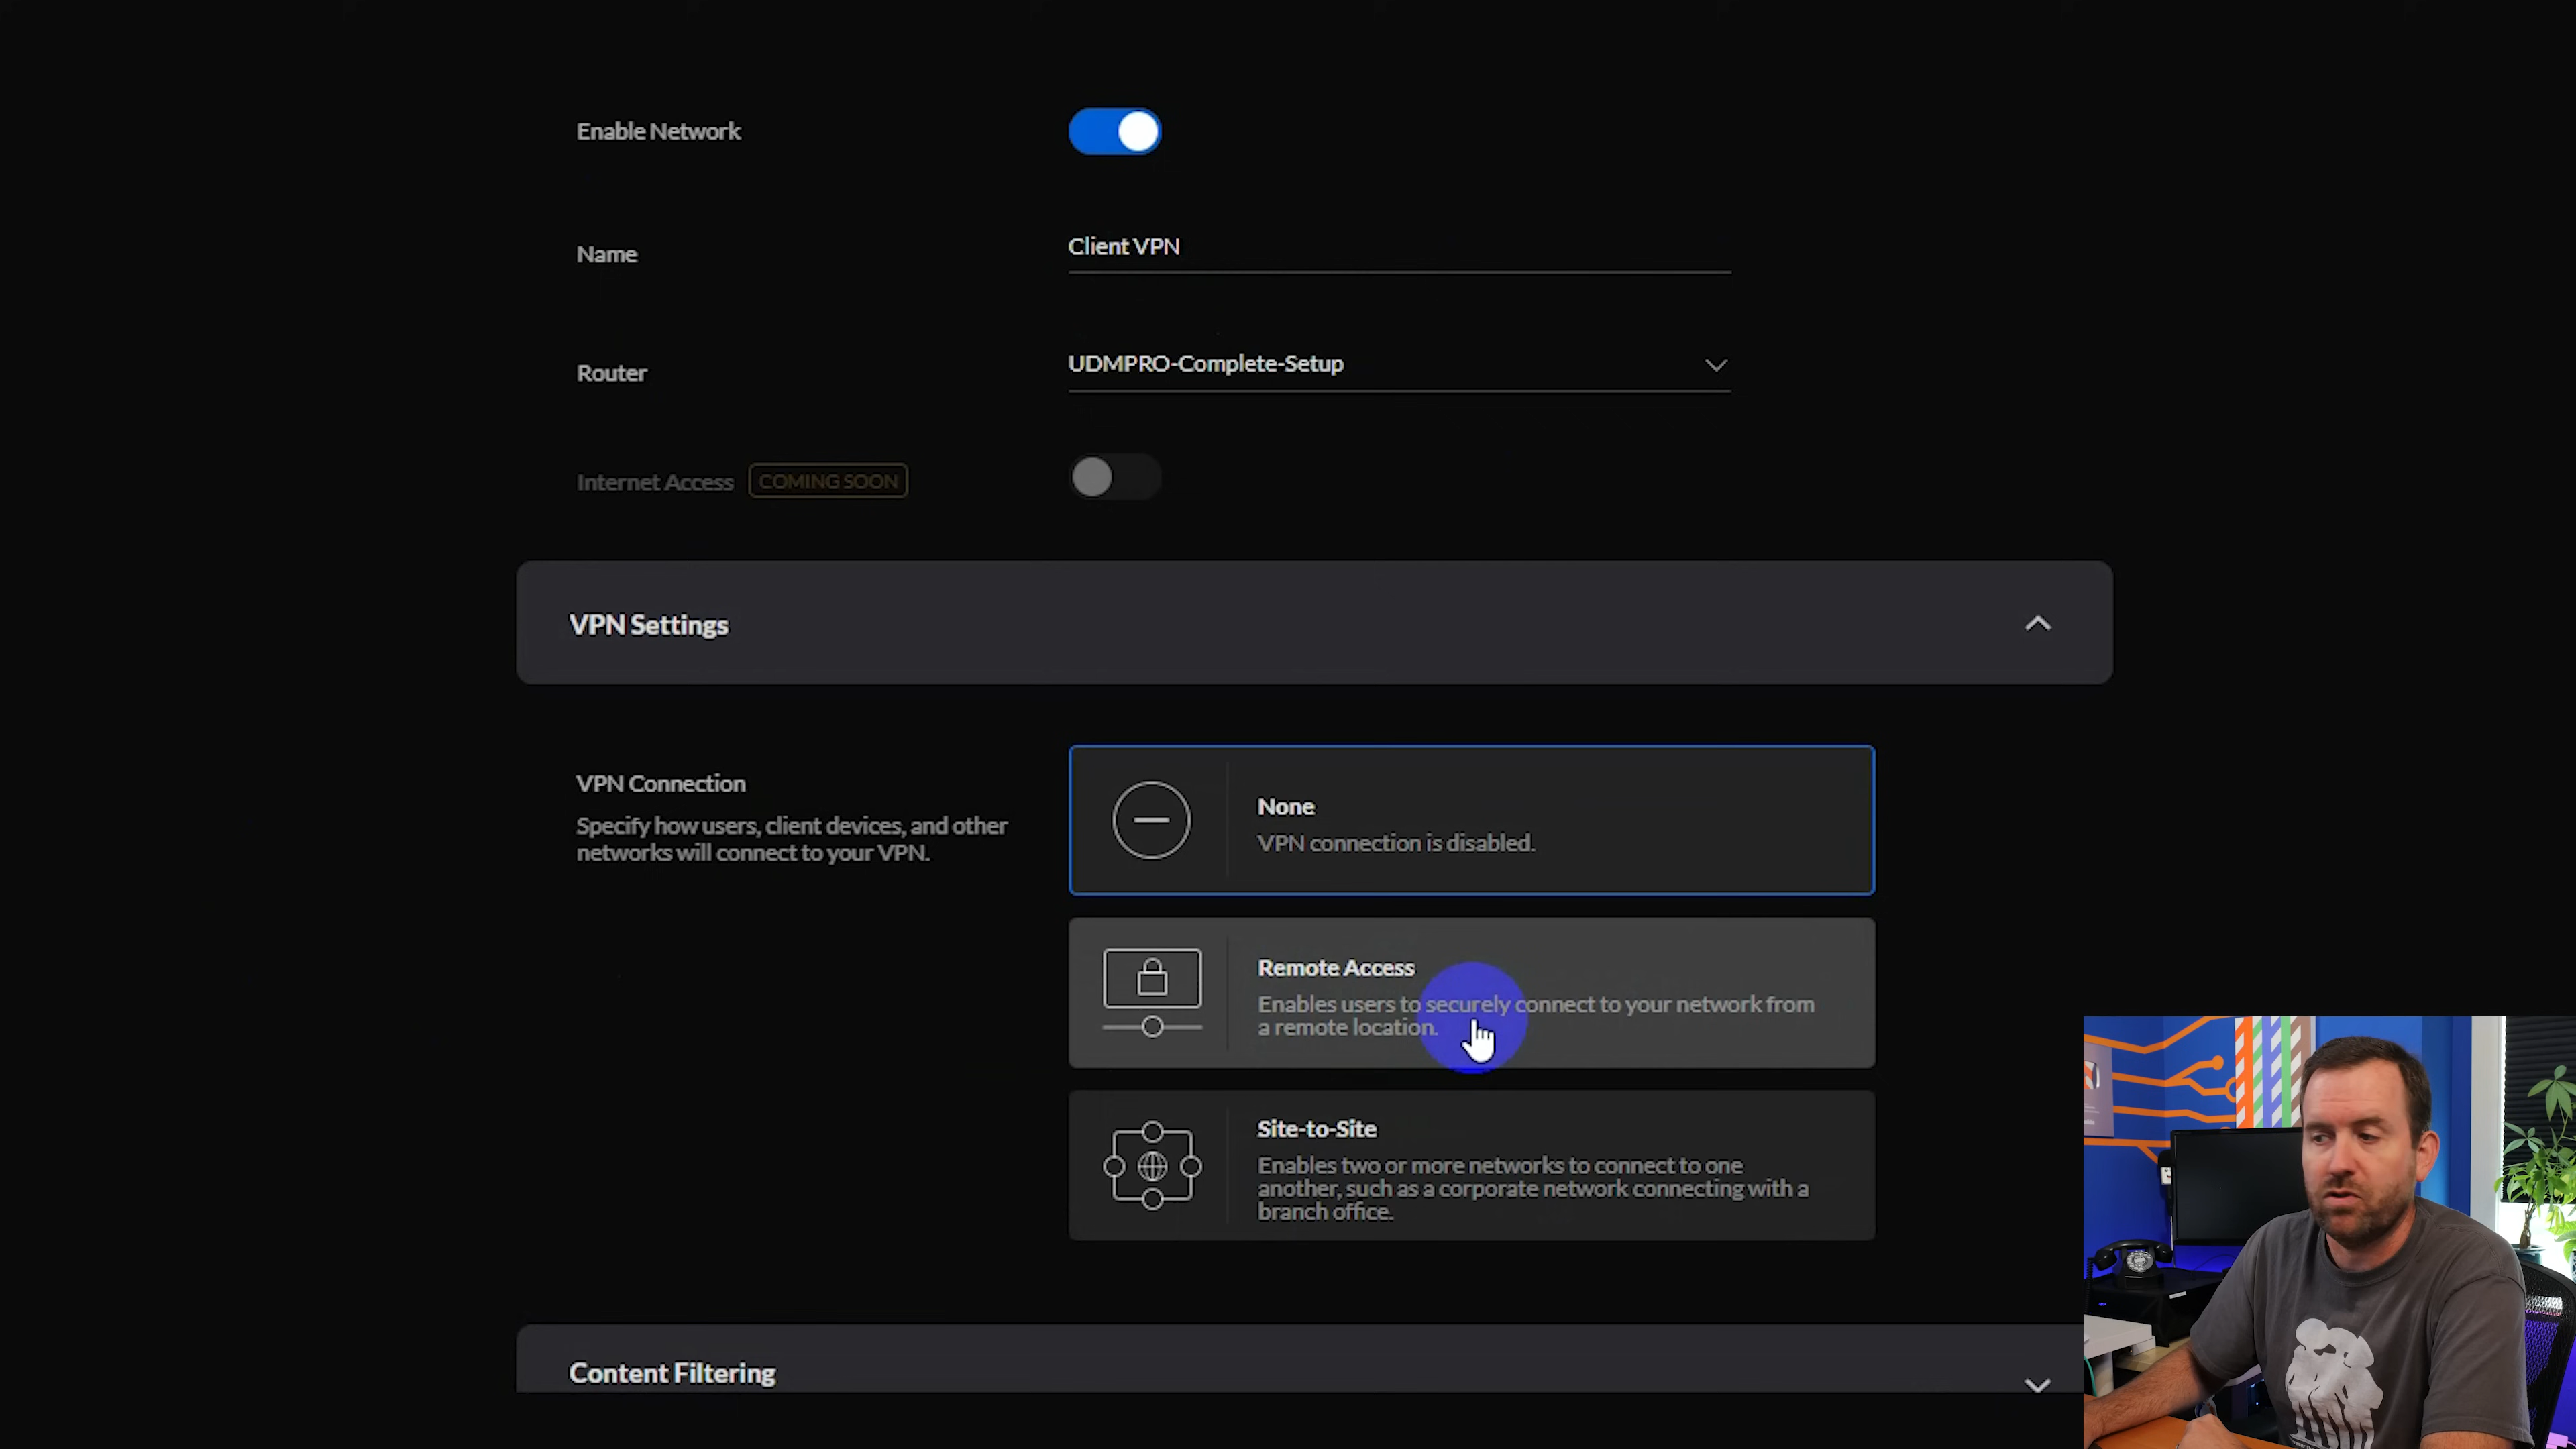 Enable Network
Name
Client VPN
Router
UDMPRO-Complete-Setup
Internet Access COMING SOON
VPN Settings
VPN Connection
Specify how users, client devices, and other
networks will connect to your VPN.
None
VPN connection is disabled.
Remote Access
Enables users to securely connect to your network from
a remote location.
Site-to-Site
Enables two or more networks to connect to one
another, such as a corporate network connecting with a
branch office.
Content Filtering